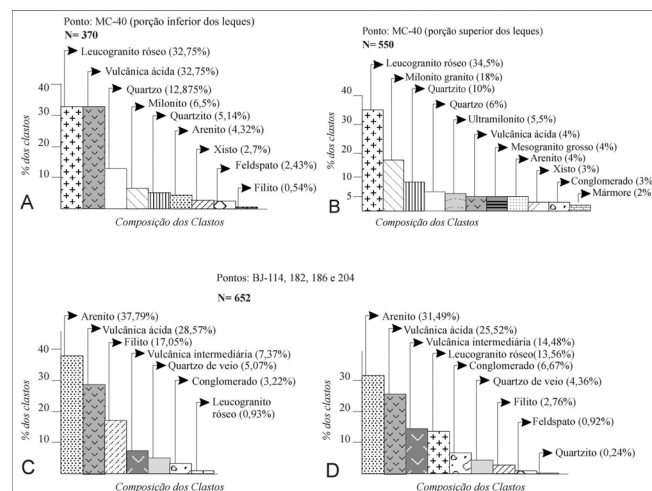 Ponto: MC-40 (porção inferior dos leques)
N= 370
Leucogranito róseo (32,75%)
Vulcânica ácida (32,75%)
Quartzo (12,875%)
Milonito (6,5%)
Quartzito (5,14%)
Arenito (4,32%)
Xisto (2,7%)
Feldspato (2,43%)
Filito (0,54%)
40
30
20
10
% dos clastos
A
Composição dos Clastos
Ponto: MC-40 (porção superior dos leques)
N= 550
Leucogranito róseo (34,5%)
Milonito granito (18%)
Quartzito (10%)
Quartzo (6%)
Ultramilonito (5,5%)
Vulcânica ácida (4%)
Mesogranito grosso (4%)
Arenito (4%)
Xisto (3%)
Conglomerado (3%)
Mármore (2%)
40
30
20
10
5
% dos clastos
B
Composição dos Clastos
Pontos: BJ-114, 182, 186 e 204
N= 652
Arenito (37,79%)
Vulcânica ácida (28,57%)
Filito (17,05%)
Vulcânica intermediária (7,37%)
Quartzo de veio (5,07%)
Conglomerado (3,22%)
Leucogranito
róseo (0,93%)
40
30
20
10
% dos clastos
C
Composição dos Clastos
Arenito (31,49%)
Vulcânica ácida (25,52%)
Vulcânica intermediária (14,48%)
Leucogranito róseo(13,56%)
Conglomerado (6,67%)
Quartzo de veio (4,36%)
Filito (2,76%)
Feldspato (0,92%)
Quartzito (0,24%)
30
20
10
% dos clastos
D
Composição dos Clastos